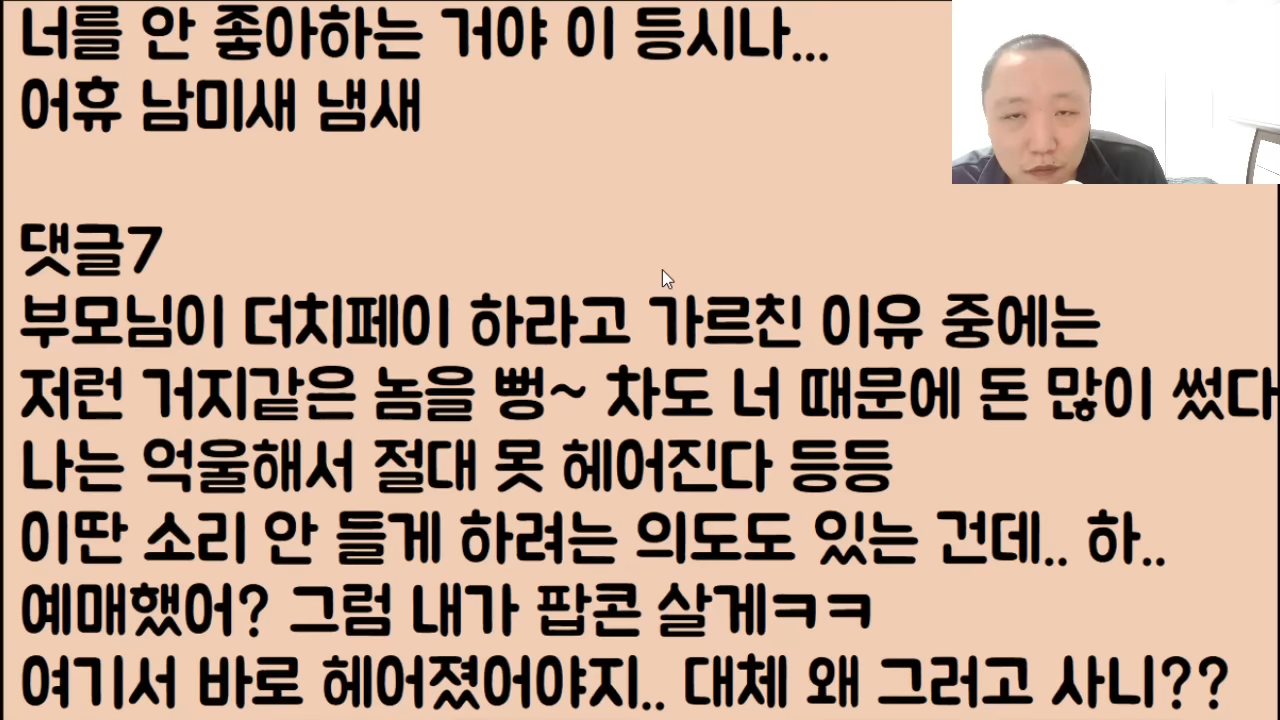 너를 안 좋아하는 거야 이 등시나...
어휴 남미새 냄새
댓글7
부모님이 더치페이 하라고 가르친 이유 중에는
저런 거지같은 놈을 뻥~ 차도 너 때문에 돈 많이 썼다
나는 억울해서 절대 못 헤어진다 등등
이딴 소리 안 들게 하려는 의도도 있는 건데.. 하..
예매했어? 그럼 내가 팝콘 살게ㅋㅋ
여기서 바로 헤어졌어야지.. 대체 왜 그러고 사니??